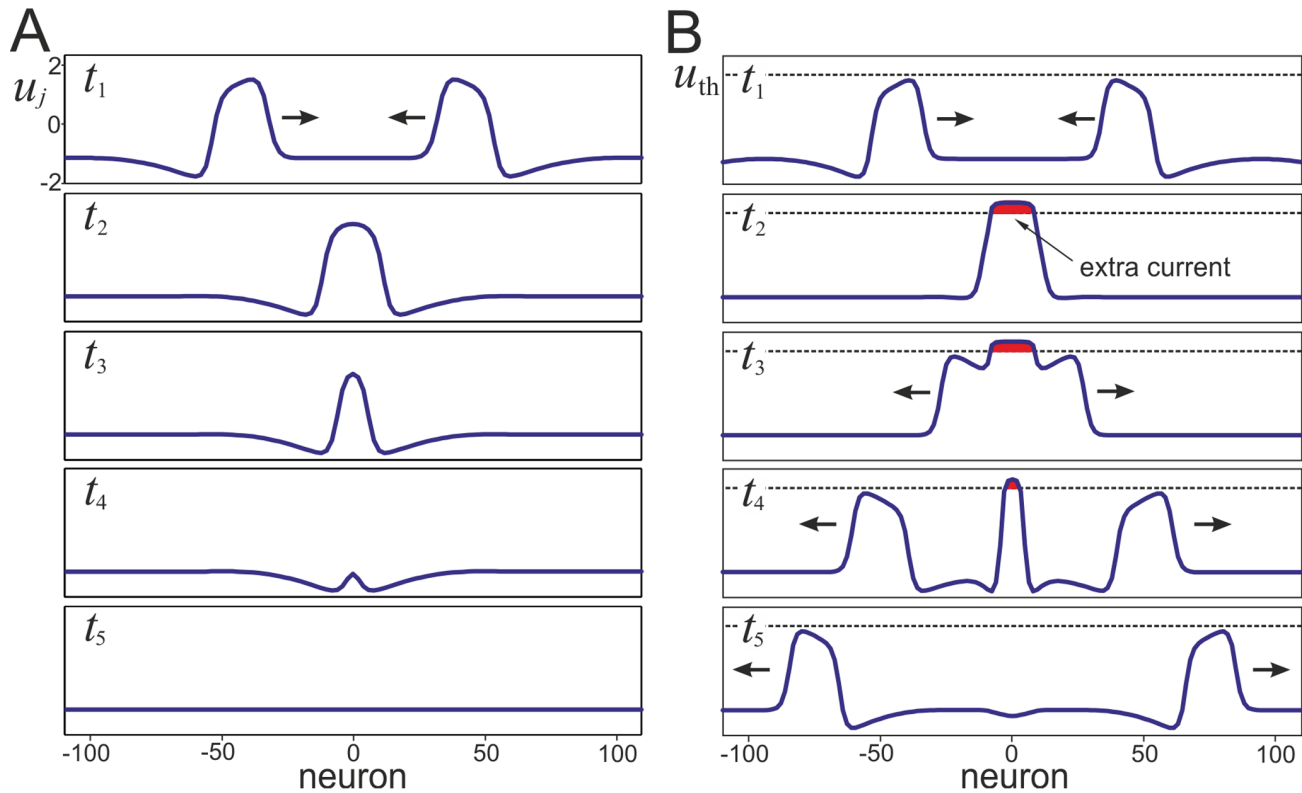 A
u_j
2
0
-2
t_1
t_2
t_3
t_4
t_5
-100
-50
0
50
100
neuron
B
u_th
t_1
t_2
extra current
t_3
t_4
t_5
-100
-50
0
50
100
neuron